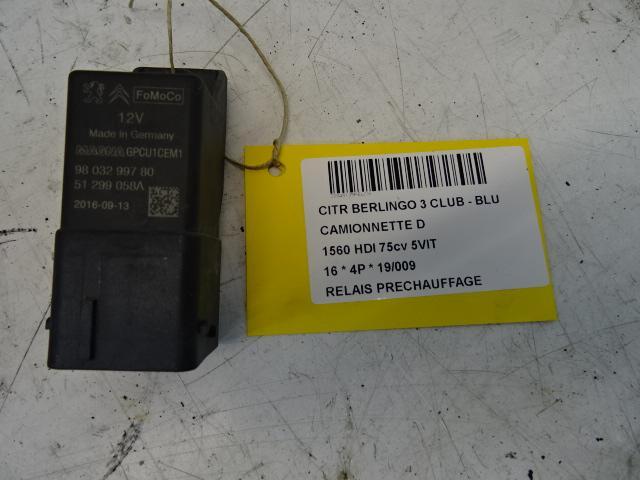 FoMoCo
12V
Made in Germany
MAGNA GPCU1CEM1
98 032 997 80
51 299 058A
2016-09-13
CITR BERLINGO 3 CLUB - BLU
CAMIONNETTE D
1560 HDI 75cv 5VIT
16 * 4P * 19/009
RELAIS PRECHAUFFAGE